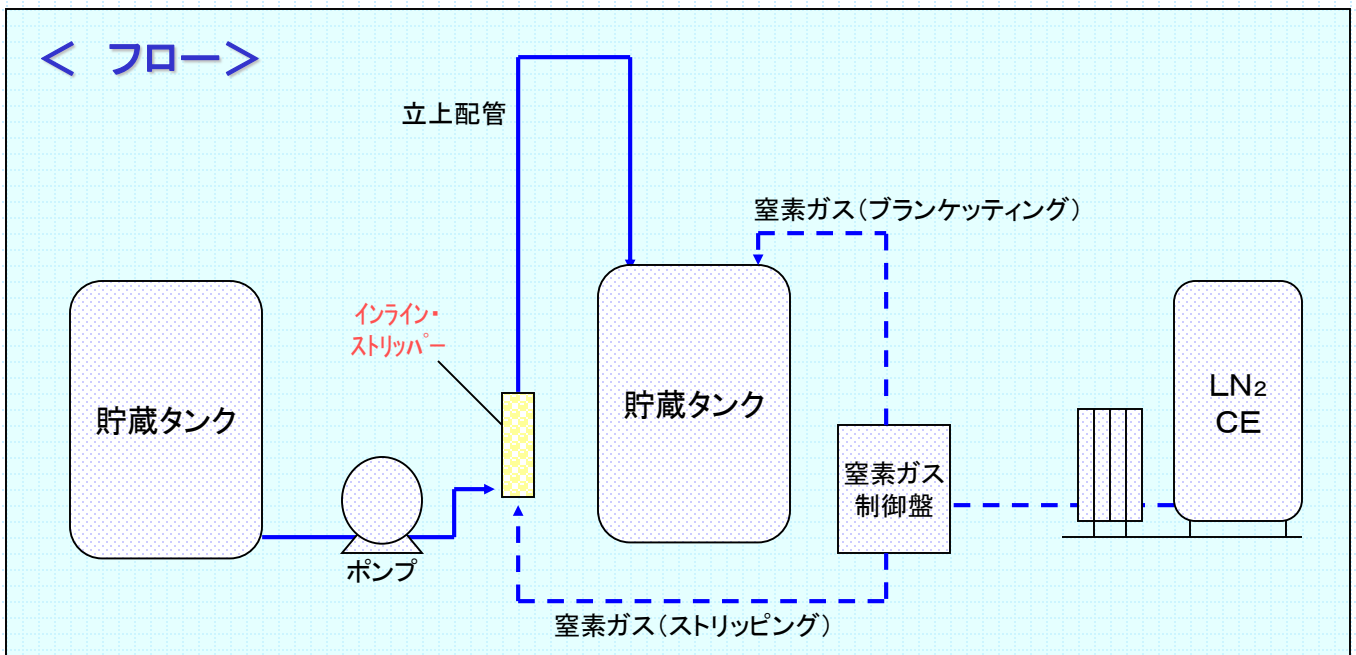 ＜　フロー＞
立上配管
窒素ガス（ブランケッティング）
インライン・
ストリッパー
貯蔵タンク
貯蔵タンク
LN₂
CE
窒素ガス
制御盤
ポンプ
窒素ガス（ストリッピング）